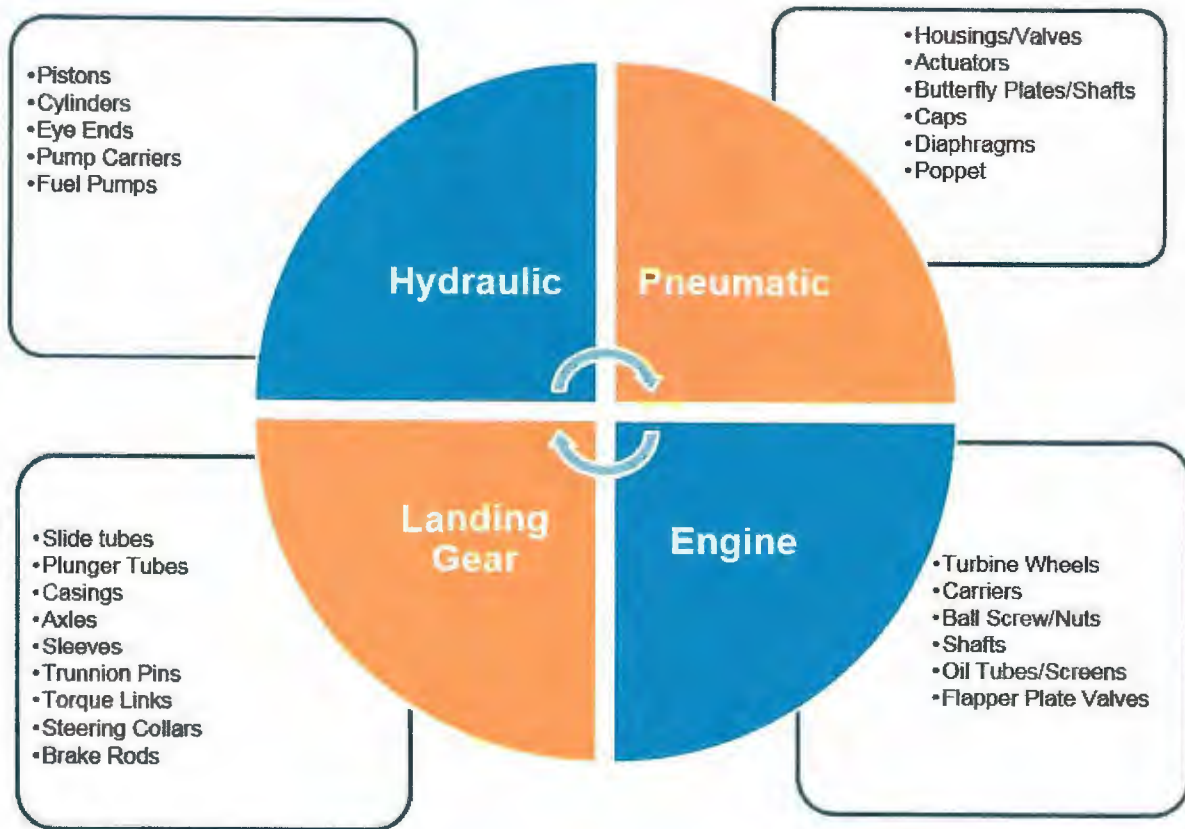 •Pistons
•Cylinders
•Eye Ends
•Pump Carriers
•Fuel Pumps
•Housings/Valves
•Actuators
•Butterfly Plates/Shafts
•Caps
•Diaphragms
•Poppet
Hydraulic
Pneumatic
Landing
Gear
Engine
•Slide tubes
•Plunger Tubes
•Casings
•Axles
•Sleeves
•Trunnion Pins
•Torque Links
•Steering Collars
•Brake Rods
•Turbine Wheels
•Carriers
•Ball Screw/Nuts
•Shafts
•Oil Tubes/Screens
•Flapper Plate Valves